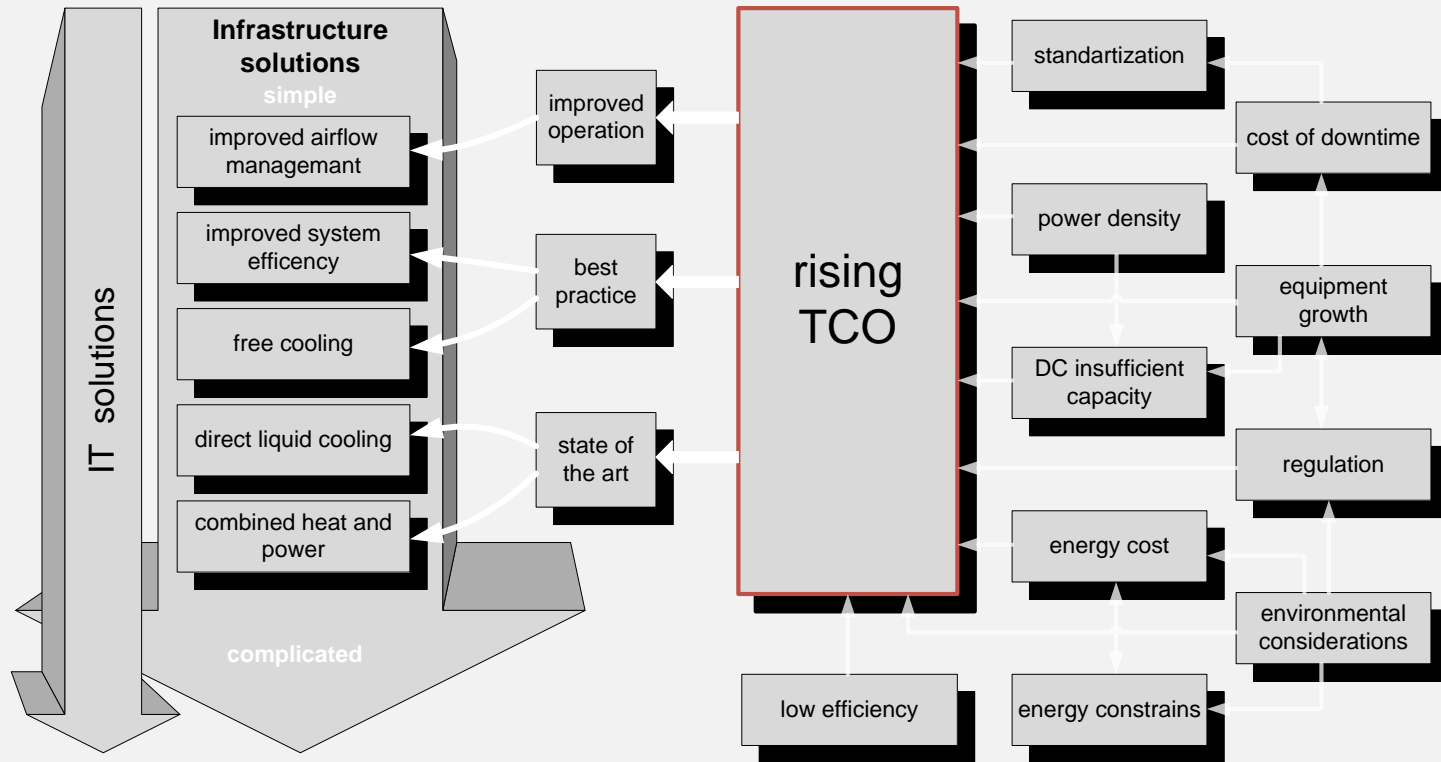 IT solutions
Infrastructure
solutions
simple
improved airflow
managemant
improved system
efficency
free cooling
direct liquid cooling
combined heat and
power
complicated
improved
operation
best
practice
state of
the art
rising
TCO
standartization
cost of downtime
power density
equipment
growth
DC insufficient
capacity
regulation
energy cost
environmental
considerations
low efficiency
energy constrains